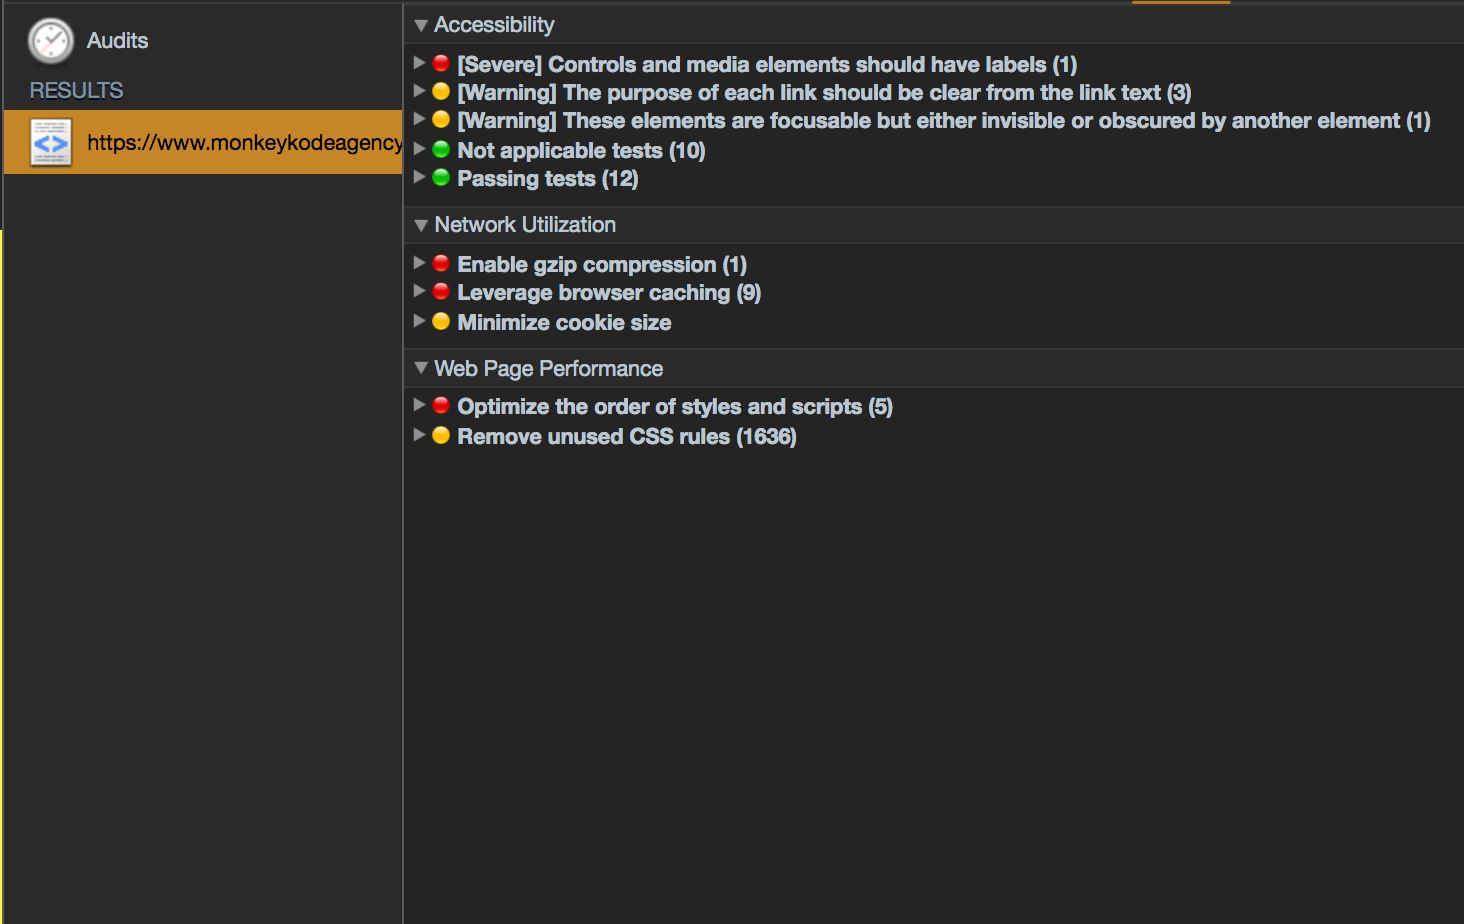 Audits
RESULTS
https://www.monkeykodeagency
Accessibility
[Severe] Controls and media elements should have labels (1)
[Warning] The purpose of each link should be clear from the link text (3)
[Warning] These elements are focusable but either invisible or obscured by another element (1)
Not applicable tests (10)
Passing tests (12)
Network Utilization
Enable gzip compression (1)
Leverage browser caching (9)
Minimize cookie size
Web Page Performance
Optimize the order of styles and scripts (5)
Remove unused CSS rules (1636)